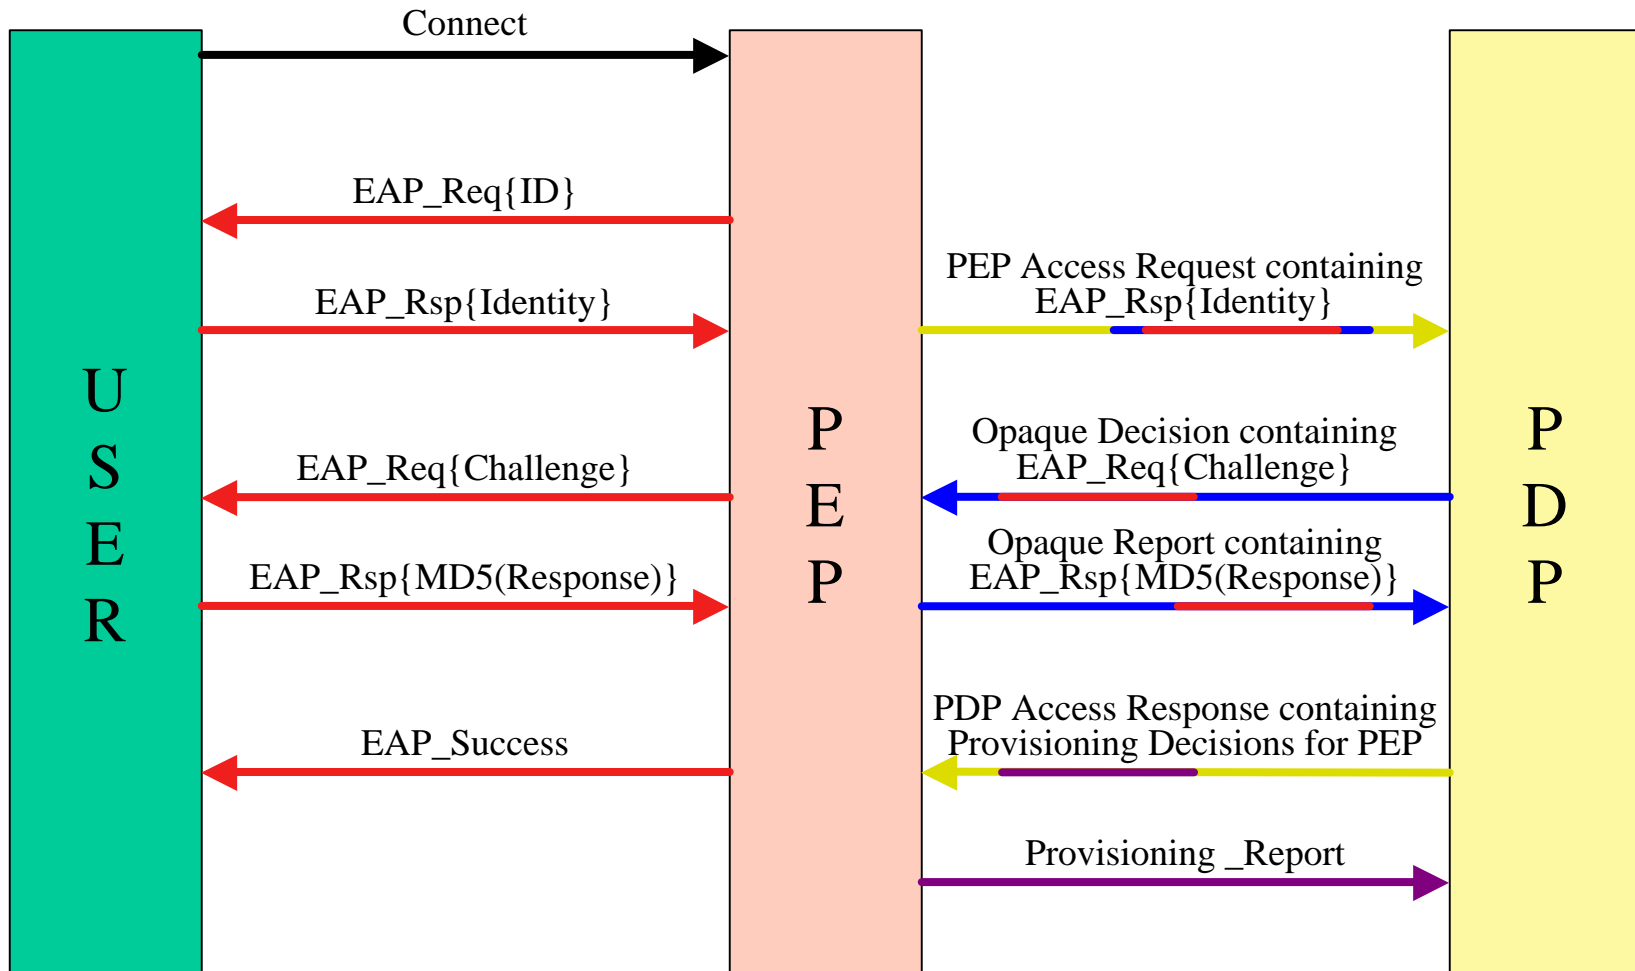 Connect
EAP_Req{ID}
EAP_Rsp{Identity}
PEP Access Request containing
EAP_Rsp{Identity}
EAP_Req{Challenge}
Opaque Decision containing
EAP_Req{Challenge}
EAP_Rsp{MD5(Response)}
Opaque Report containing
EAP_Rsp{MD5(Response)}
EAP_Success
PDP Access Response containing
Provisioning Decisions for PEP
Provisioning _Report
U
S
E
R
P
E
P
P
D
P